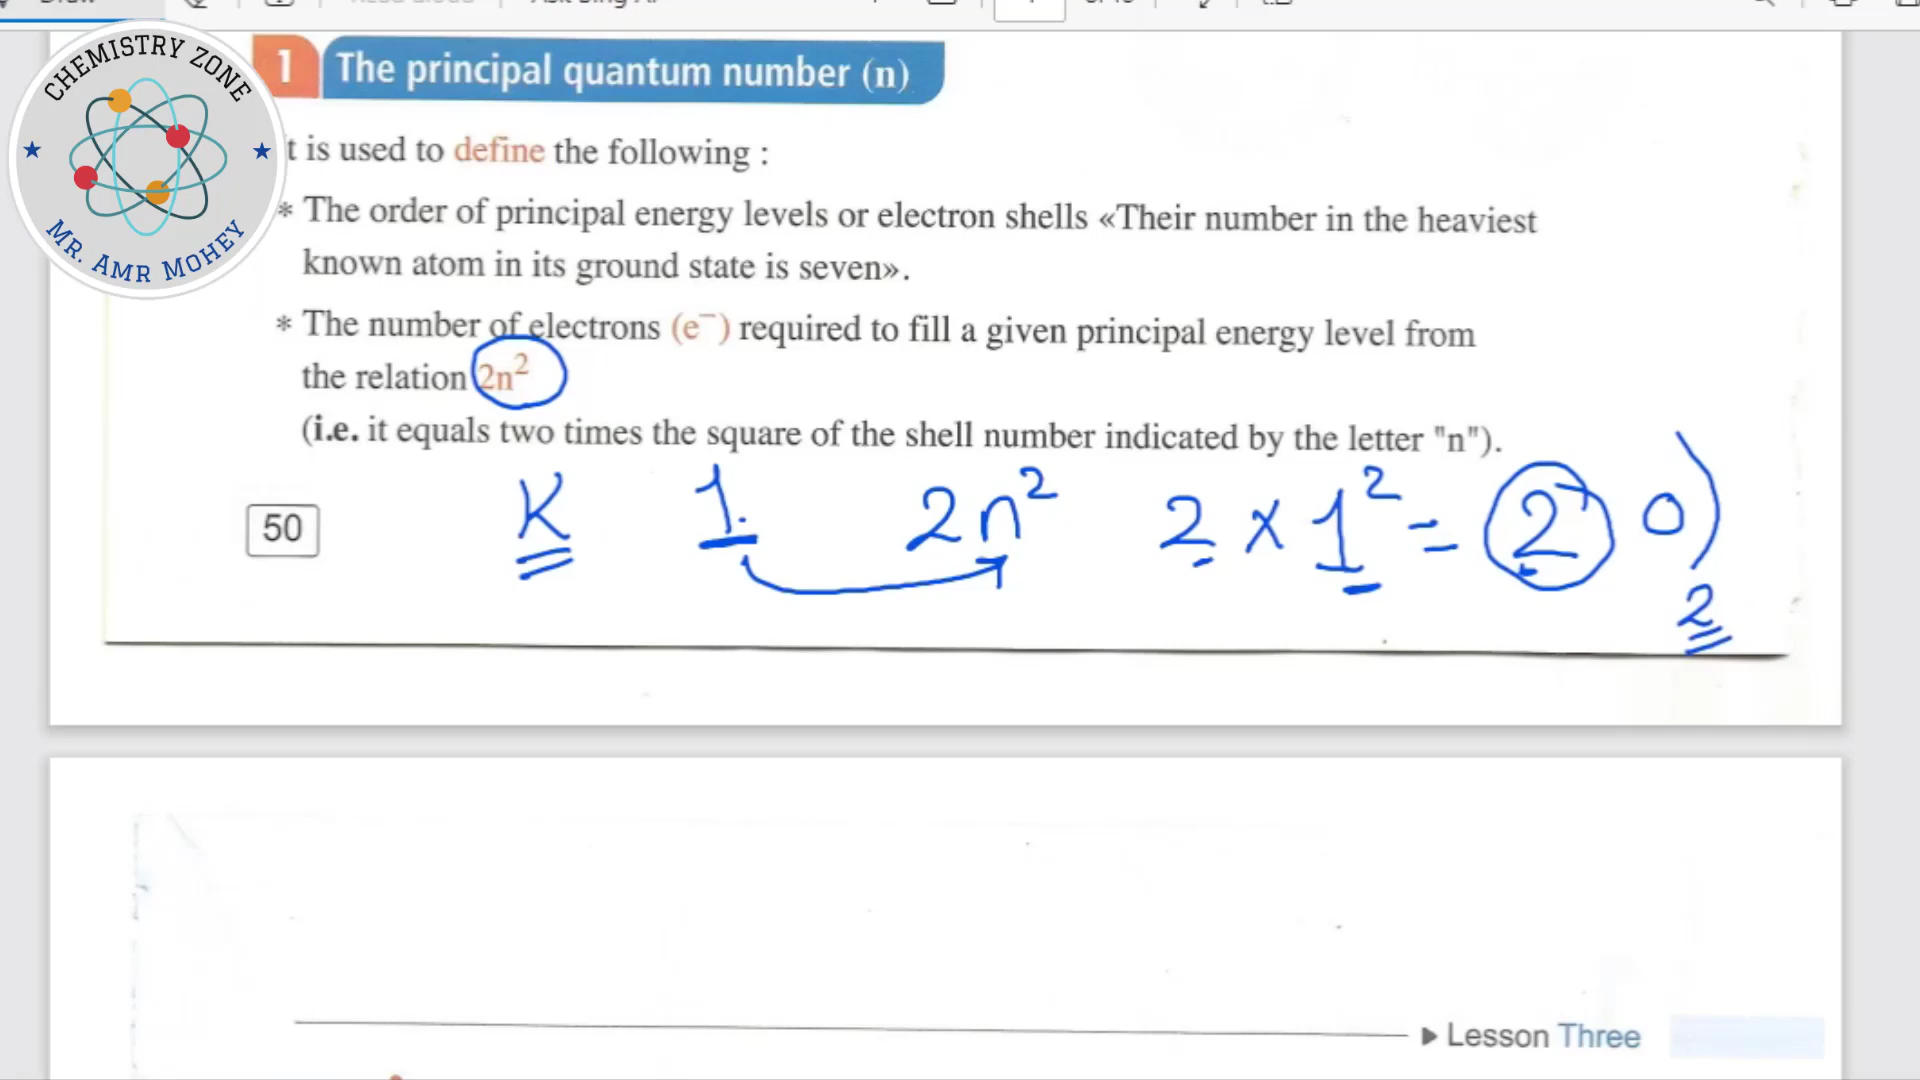 CHEMISTRY ZONE
MR. AMR MOHEY
1 The principal quantum number (n)
t is used to define the following :
* The order of principal energy levels or electron shells «Their number in the heaviest
known atom in its ground state is seven».
* The number of electrons (e⁻) required to fill a given principal energy level from
the relation 2n²
(i.e. it equals two times the square of the shell number indicated by the letter "n").
K 1. 2n² 2 × 1² = 2 0)
2
50
▶ Lesson Three